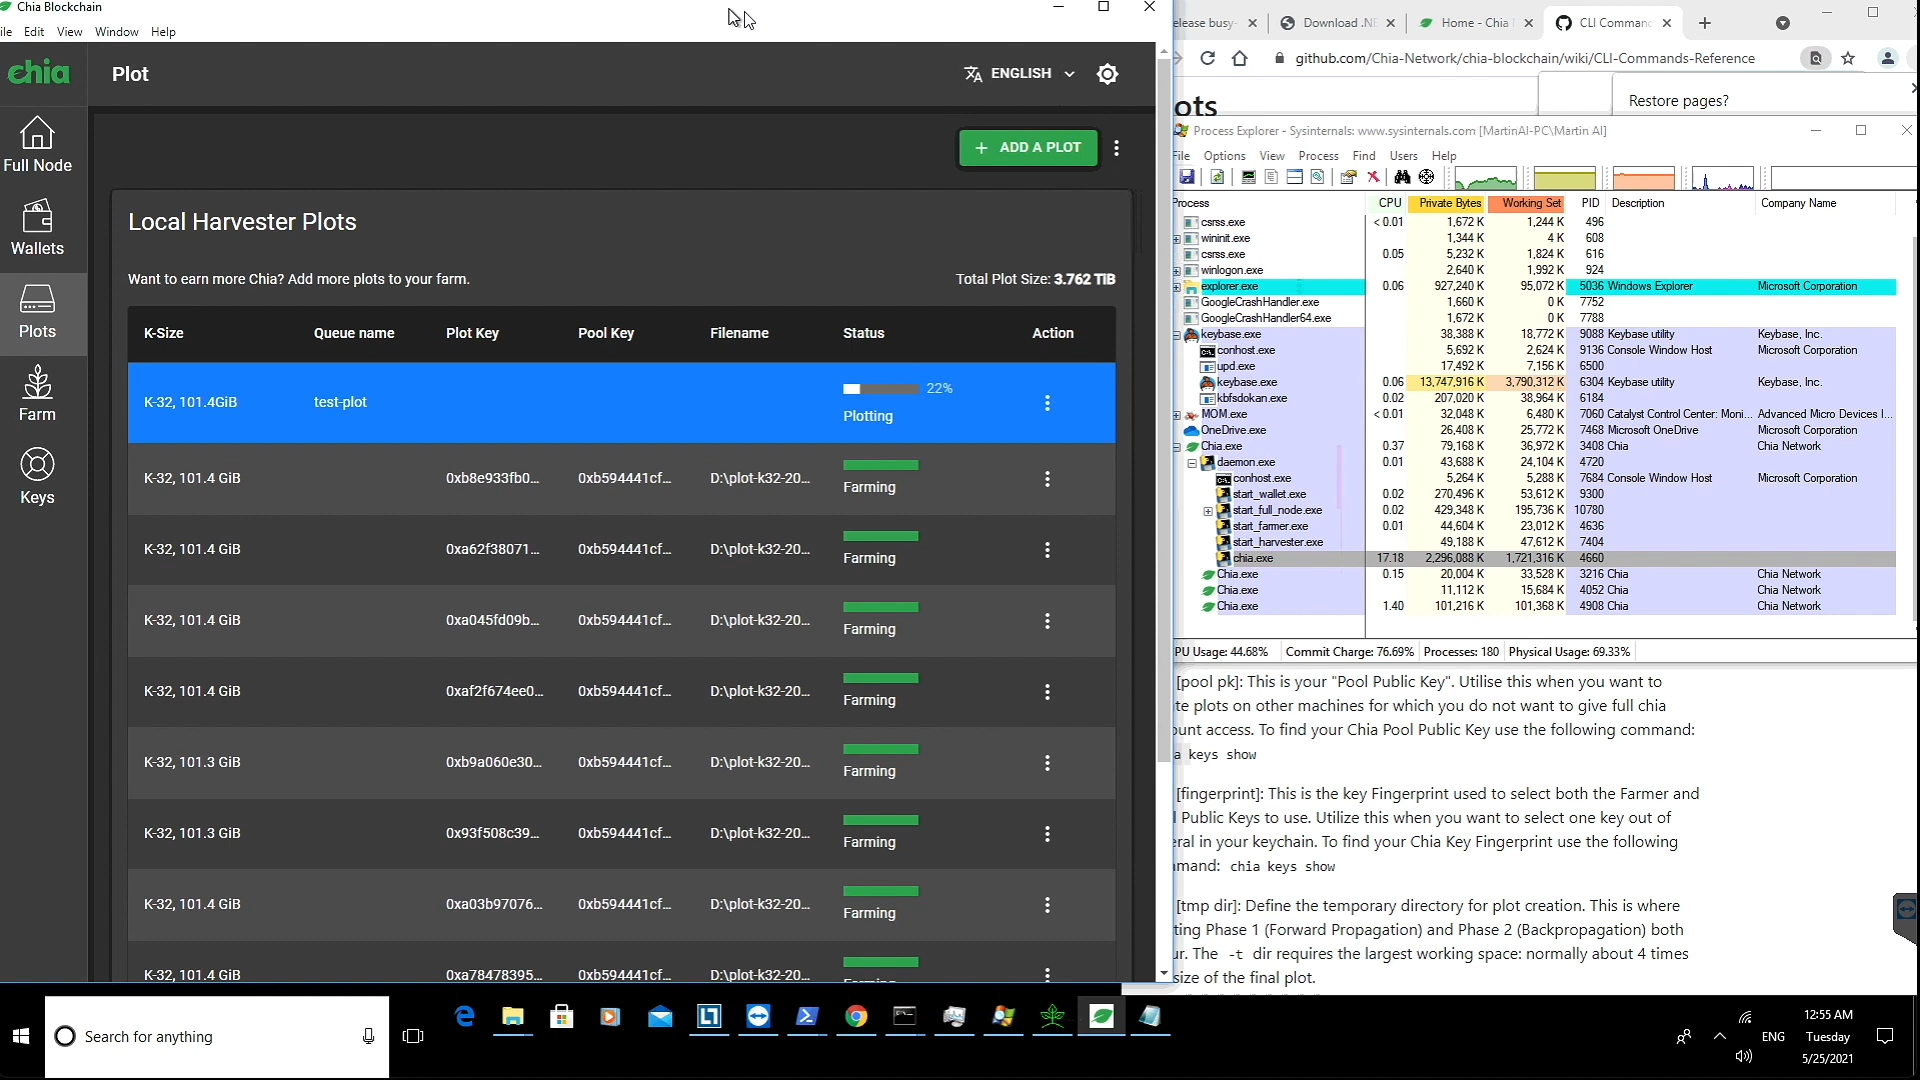 Chia Blockchain
ile Edit View Window Help
chia
Plot
ENGLISH
Full Node
Wallets
Plots
Farm
Keys
+ ADD A PLOT
Local Harvester Plots
Want to earn more Chia? Add more plots to your farm.
Total Plot Size: 3.762 TIB
K-Size Queue name Plot Key Pool Key Filename Status Action
K-32, 101.4GiB test-plot 22%
Plotting
K-32, 101.4 GiB 0xb8e933fb0... 0xb594441cf... D:\plot-k32-20... Farming
K-32, 101.4 GiB 0xa62f38071... 0xb594441cf... D:\plot-k32-20... Farming
K-32, 101.4 GiB 0xa045fd09b... 0xb594441cf... D:\plot-k32-20... Farming
K-32, 101.4 GiB 0xaf2f674ee0... 0xb594441cf... D:\plot-k32-20... Farming
K-32, 101.3 GiB 0xb9a060e30... 0xb594441cf... D:\plot-k32-20... Farming
K-32, 101.3 GiB 0x93f508c39... 0xb594441cf... D:\plot-k32-20... Farming
K-32, 101.4 GiB 0xa03b97076... 0xb594441cf... D:\plot-k32-20... Farming
K-32, 101.4 GiB 0xa78478395... 0xb594441cf... D:\plot-k32-20...
elease busy- Download .NE Home - Chia CLI Comman
github.com/Chia-Network/chia-blockchain/wiki/CLI-Commands-Reference
ots
Restore pages?
Process Explorer - Sysinternals: www.sysinternals.com [MartinAI-PC\Martin AI]
File Options View Process Find Users Help
Process CPU Private Bytes Working Set PID Description Company Name
csrss.exe < 0.01 1,672 K 1,244 K 496
wininit.exe 1,344 K 4 K 608
csrss.exe 0.05 5,232 K 1,824 K 616
winlogon.exe 2,640 K 1,992 K 924
explorer.exe 0.06 927,240 K 95,072 K 5036 Windows Explorer Microsoft Corporation
GoogleCrashHandler.exe 1,660 K 0 K 7752
GoogleCrashHandler64.exe 1,672 K 0 K 7788
keybase.exe 38,388 K 18,772 K 9088 Keybase utility Keybase, Inc.
conhost.exe 5,692 K 2,624 K 9136 Console Window Host Microsoft Corporation
upd.exe 17,492 K 7,156 K 6500
keybase.exe 0.06 13,747,916 K 3,790,312 K 6304 Keybase utility Keybase, Inc.
kbfsdokan.exe 0.02 207,020 K 38,964 K 6184
MOM.exe < 0.01 32,048 K 6,480 K 7060 Catalyst Control Center: Moni... Advanced Micro Devices I...
OneDrive.exe 26,408 K 25,772 K 7468 Microsoft OneDrive Microsoft Corporation
Chia.exe 0.37 79,168 K 36,972 K 3408 Chia Chia Network
daemon.exe 0.01 43,688 K 24,104 K 4720
conhost.exe 5,264 K 5,288 K 7684 Console Window Host Microsoft Corporation
start_wallet.exe 0.02 270,496 K 53,612 K 9300
start_full_node.exe 0.02 429,348 K 195,736 K 10780
start_farmer.exe 0.01 44,604 K 23,012 K 4636
start_harvester.exe 49,188 K 47,612 K 7404
chia.exe 17.18 2,296,088 K 1,721,316 K 4660
Chia.exe 0.15 20,004 K 33,528 K 3216 Chia Chia Network
Chia.exe 11,112 K 15,684 K 4052 Chia Chia Network
Chia.exe 1.40 101,216 K 101,368 K 4908 Chia Chia Network
PU Usage: 44.68% Commit Charge: 76.69% Processes: 180 Physical Usage: 69.33%
[pool pk]: This is your "Pool Public Key". Utilise this when you want to
te plots on other machines for which you do not want to give full chia
ount access. To find your Chia Pool Public Key use the following command:
a keys show
[fingerprint]: This is the key Fingerprint used to select both the Farmer and
l Public Keys to use. Utilize this when you want to select one key out of
eral in your keychain. To find your Chia Key Fingerprint use the following
mand: chia keys show
[tmp dir]: Define the temporary directory for plot creation. This is where
ting Phase 1 (Forward Propagation) and Phase 2 (Backpropagation) both
ur. The -t dir requires the largest working space: normally about 4 times
size of the final plot.
Search for anything
ENG
12:55 AM
Tuesday
5/25/2021